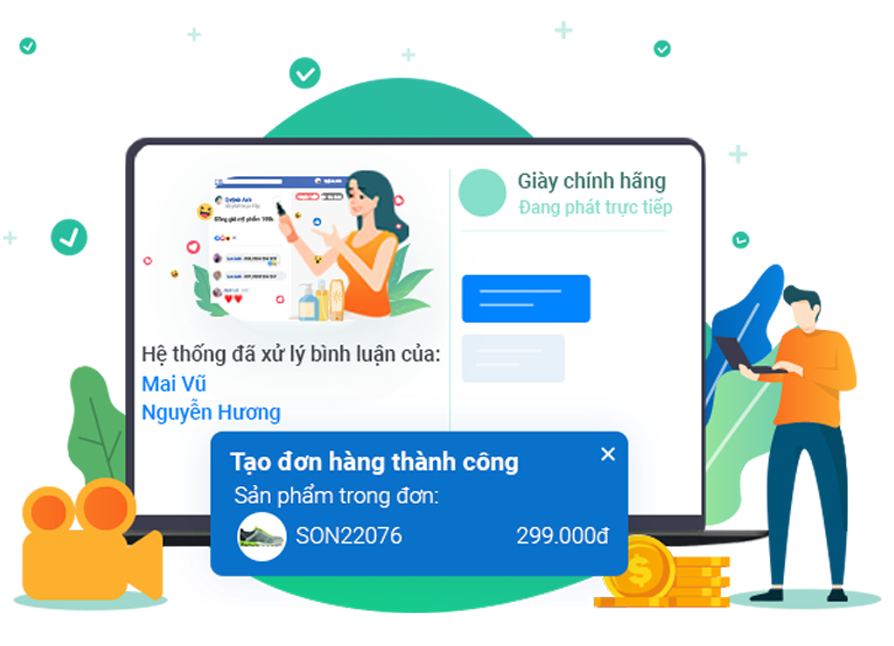 Giày chính hãng
Đang phát trực tiếp
Hệ thống đã xử lý bình luận của:
Mai Vũ
Nguyễn Hương
Tạo đơn hàng thành công
Sản phẩm trong đơn:
SON22076
299.000đ